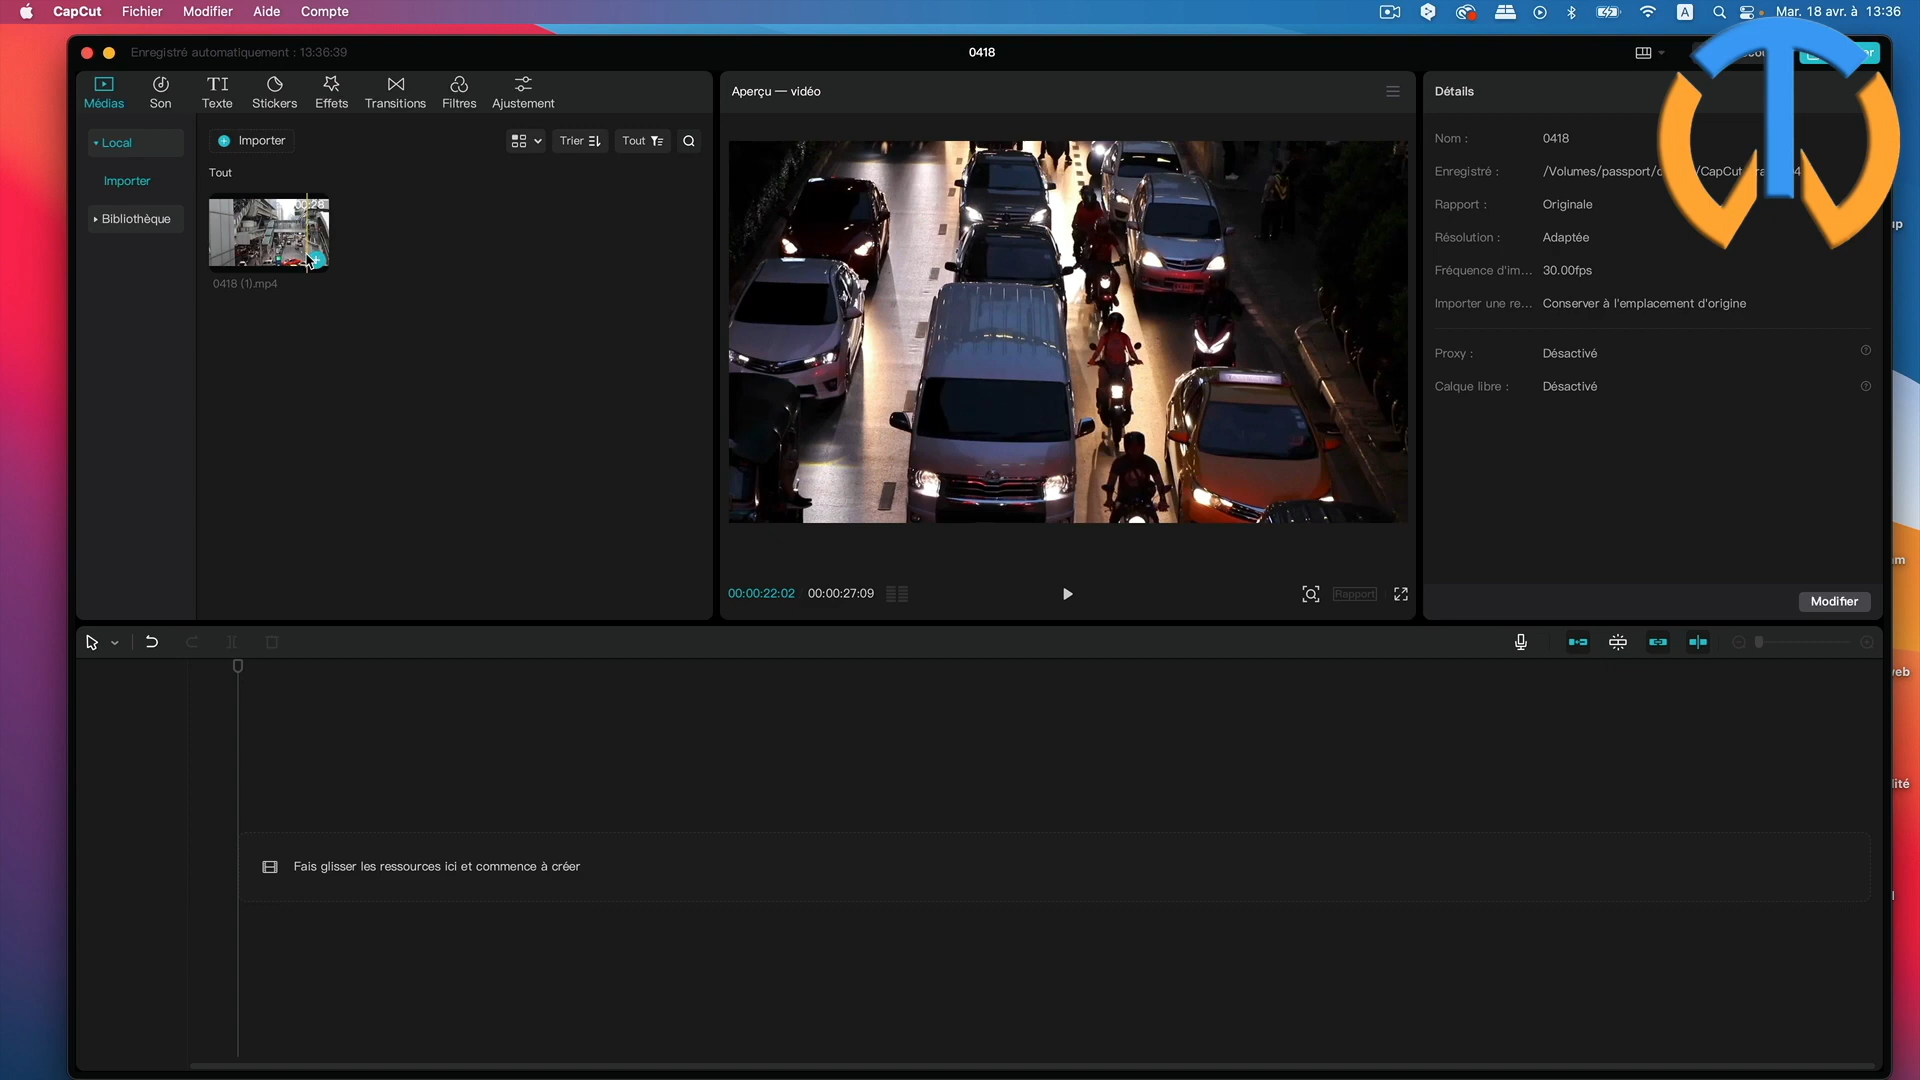 CapCut Fichier Modifier Aide Compte
A Mar. 18 avr. à 13:36
Enregistré automatiquement : 13:36:39
0418
Médias Son Texte Stickers Effets Transitions Filtres Ajustement
Local
Importer
Bibliothèque
Importer
Trier
Tout
Tout
00:28
0418 (1).mp4
Aperçu — vidéo
00:00:22:02 00:00:27:09
Rapport
Détails
Nom : 0418
Enregistré : /Volumes/passport/
Rapport : Originale
Résolution : Adaptée
Fréquence d'im... 30.00fps
Importer une re... Conserver à l'emplacement d'origine
Proxy : Désactivé
Calque libre : Désactivé
Modifier
Fais glisser les ressources ici et commence à créer